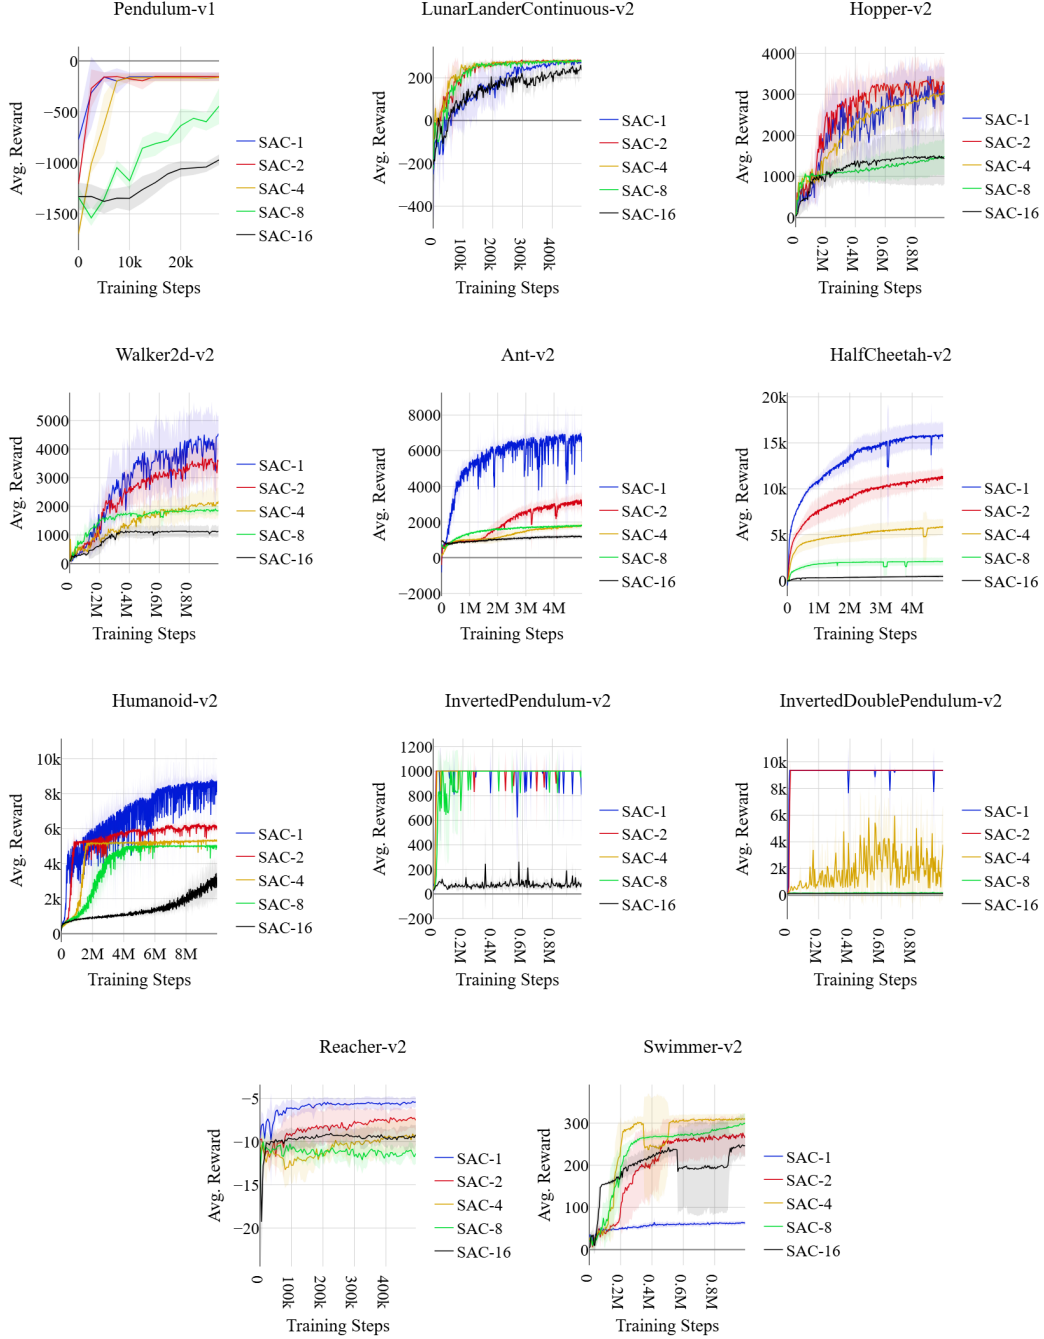 Pendulum-v1
0
−500
−1000
−1500
Avg. Reward
0
10k
20k
Training Steps
SAC-1
SAC-2
SAC-4
SAC-8
SAC-16
LunarLanderContinuous-v2
200
0
−200
−400
Avg. Reward
0
100k
200k
300k
400k
Training Steps
SAC-1
SAC-2
SAC-4
SAC-8
SAC-16
Hopper-v2
4000
3000
2000
1000
0
Avg. Reward
0
0.2M
0.4M
0.6M
0.8M
Training Steps
SAC-1
SAC-2
SAC-4
SAC-8
SAC-16
Walker2d-v2
5000
4000
3000
2000
1000
0
Avg. Reward
0
0.2M
0.4M
0.6M
0.8M
Training Steps
SAC-1
SAC-2
SAC-4
SAC-8
SAC-16
Ant-v2
8000
6000
4000
2000
0
−2000
Avg. Reward
0
1M
2M
3M
4M
Training Steps
SAC-1
SAC-2
SAC-4
SAC-8
SAC-16
HalfCheetah-v2
20k
15k
10k
5k
0
Avg. Reward
0
1M
2M
3M
4M
Training Steps
SAC-1
SAC-2
SAC-4
SAC-8
SAC-16
Humanoid-v2
10k
8k
6k
4k
2k
0
Avg. Reward
0
2M
4M
6M
8M
Training Steps
SAC-1
SAC-2
SAC-4
SAC-8
SAC-16
InvertedPendulum-v2
1200
1000
800
600
400
200
0
−200
Avg. Reward
0
0.2M
0.4M
0.6M
0.8M
Training Steps
SAC-1
SAC-2
SAC-4
SAC-8
SAC-16
InvertedDoublePendulum-v2
10k
8k
6k
4k
2k
0
Avg. Reward
0
0.2M
0.4M
0.6M
0.8M
Training Steps
SAC-1
SAC-2
SAC-4
SAC-8
SAC-16
Reacher-v2
−5
−10
−15
−20
Avg. Reward
0
100k
200k
300k
400k
Training Steps
SAC-1
SAC-2
SAC-4
SAC-8
SAC-16
Swimmer-v2
300
200
100
0
Avg. Reward
0
0.2M
0.4M
0.6M
0.8M
Training Steps
SAC-1
SAC-2
SAC-4
SAC-8
SAC-16